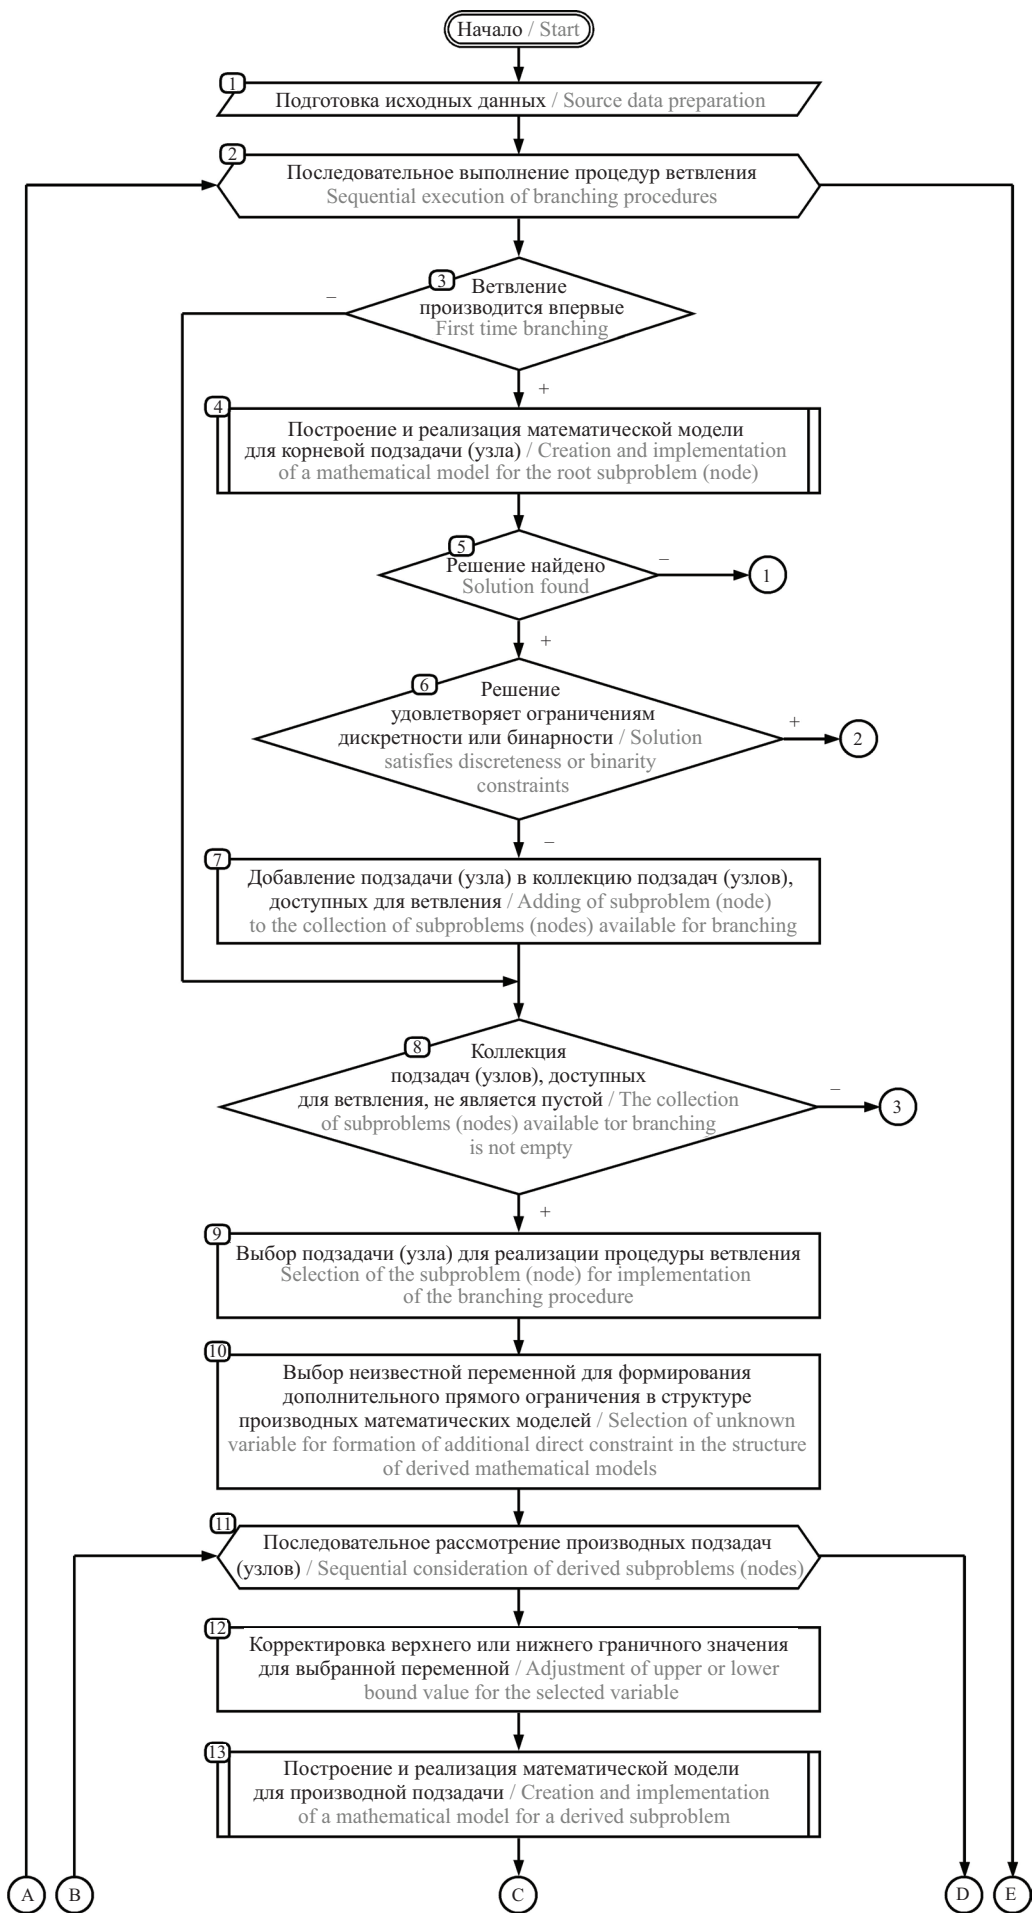 Начало / Start
1
Подготовка исходных данных / Source data preparation
2
Последовательное выполнение процедур ветвления
Sequential execution of branching procedures
3
Ветвление
производится впервые
First time branching
–
+
4
Построение и реализация математической модели
для корневой подзадачи (узла) / Creation and implementation
of a mathematical model for the root subproblem (node)
5
Решение найдено
Solution found
–
1
+
6
Решение
удовлетворяет ограничениям
дискретности или бинарности / Solution
satisfies discreteness or binarity
constraints
+
2
–
7
Добавление подзадачи (узла) в коллекцию подзадач (узлов),
доступных для ветвления / Adding of subproblem (node)
to the collection of subproblems (nodes) available for branching
8
Коллекция
подзадач (узлов), доступных
для ветвления, не является пустой / The collection
of subproblems (nodes) available tor branching
is not empty
–
3
+
9
Выбор подзадачи (узла) для реализации процедуры ветвления
Selection of the subproblem (node) for implementation
of the branching procedure
10
Выбор неизвестной переменной для формирования
дополнительного прямого ограничения в структуре
производных математических моделей / Selection of unknown
variable for formation of additional direct constraint in the structure
of derived mathematical models
11
Последовательное рассмотрение производных подзадач
(узлов) / Sequential consideration of derived subproblems (nodes)
12
Корректировка верхнего или нижнего граничного значения
для выбранной переменной / Adjustment of upper or lower
bound value for the selected variable
13
Построение и реализация математической модели
для производной подзадачи / Creation and implementation
of a mathematical model for a derived subproblem
A
B
C
D
E